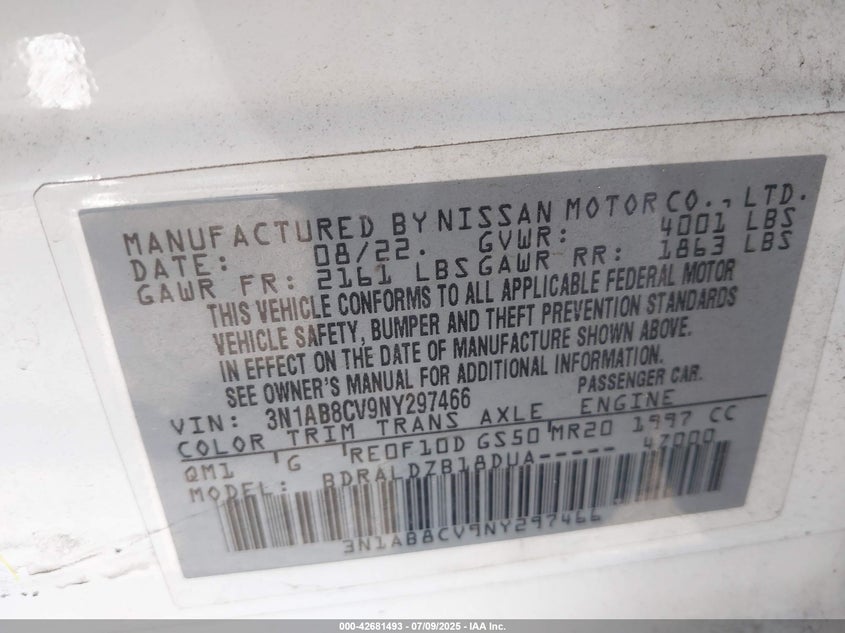 MANUFACTURED BY NISSAN MOTOR CO., LTD.
DATE: 08/22. GVWR: 4001 LBS
GAWR FR: 2161 LBS GAWR RR: 1863 LBS
THIS VEHICLE CONFORMS TO ALL APPLICABLE FEDERAL MOTOR
VEHICLE SAFETY, BUMPER AND THEFT PREVENTION STANDARDS
IN EFFECT ON THE DATE OF MANUFACTURE SHOWN ABOVE.
SEE OWNER'S MANUAL FOR ADDITIONAL INFORMATION.
VIN: 3N1AB8CV9NY297466 PASSENGER CAR.
COLOR TRIM TRANS AXLE ENGINE
QM1 G RE0F10D GS50 MR20 1997 CC
MODEL: BDRALDZB18DUA----- 47000
3N1AB8CV9NY297466
000-42681493 - 07/09/2025 - IAA Inc.